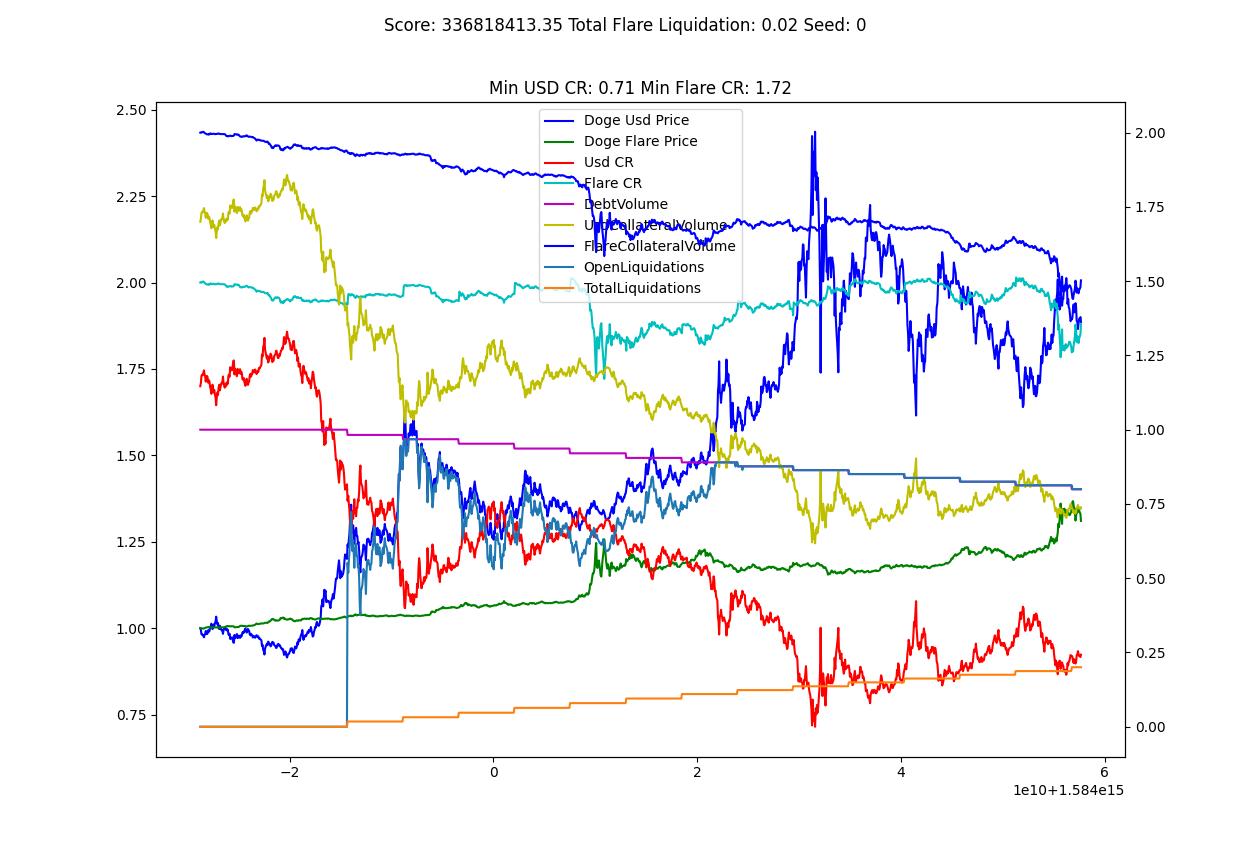 Score: 336818413.35 Total Flare Liquidation: 0.02 Seed: 0
Min USD CR: 0.71 Min Flare CR: 1.72
2.50
2.25
2.00
1.75
1.50
1.25
1.00
0.75
Doge Usd Price
Doge Flare Price
Usd CR
Flare CR
DebtVolume
UsdCollateralVolume
FlareCollateralVolume
OpenLiquidations
TotalLiquidations
2.00
1.75
1.50
1.25
1.00
0.75
0.50
0.25
0.00
−2
0
2
4
6
1e10+1.584e15